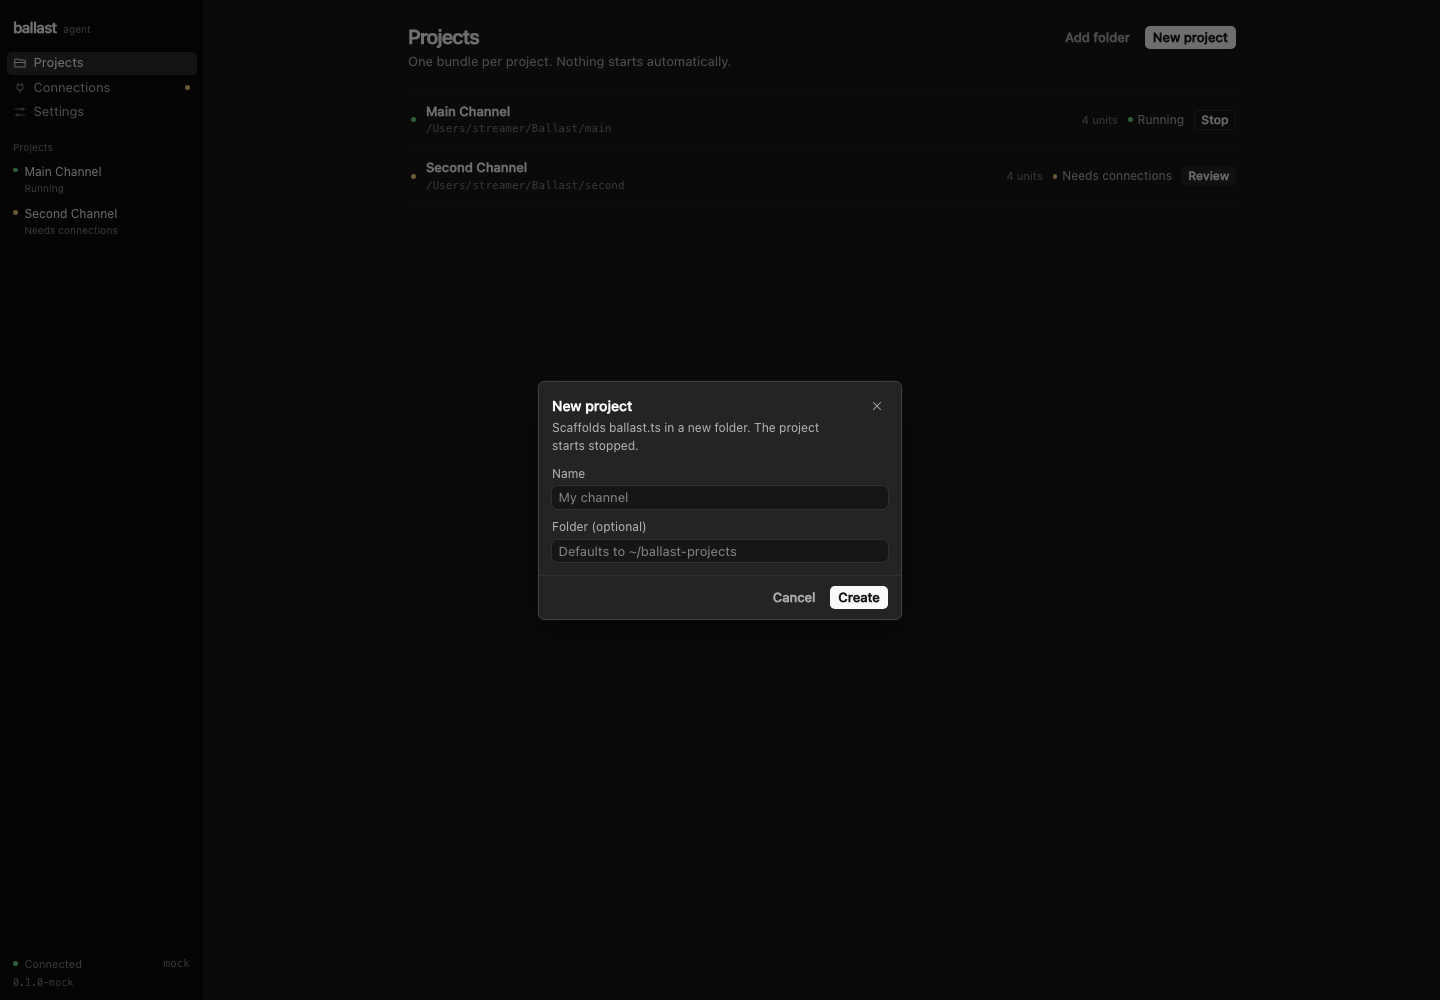 ballast agent
Projects
Connections
Settings
Projects
Main Channel
Running
Second Channel
Needs connections
Connected mock
0.1.0-mock
Projects
Add folder New project
One bundle per project. Nothing starts automatically.
Main Channel
/Users/streamer/Ballast/main
4 units Running Stop
Second Channel
/Users/streamer/Ballast/second
4 units Needs connections Review
New project
Scaffolds ballast.ts in a new folder. The project
starts stopped.
Name
My channel
Folder (optional)
Defaults to ~/ballast-projects
Cancel Create